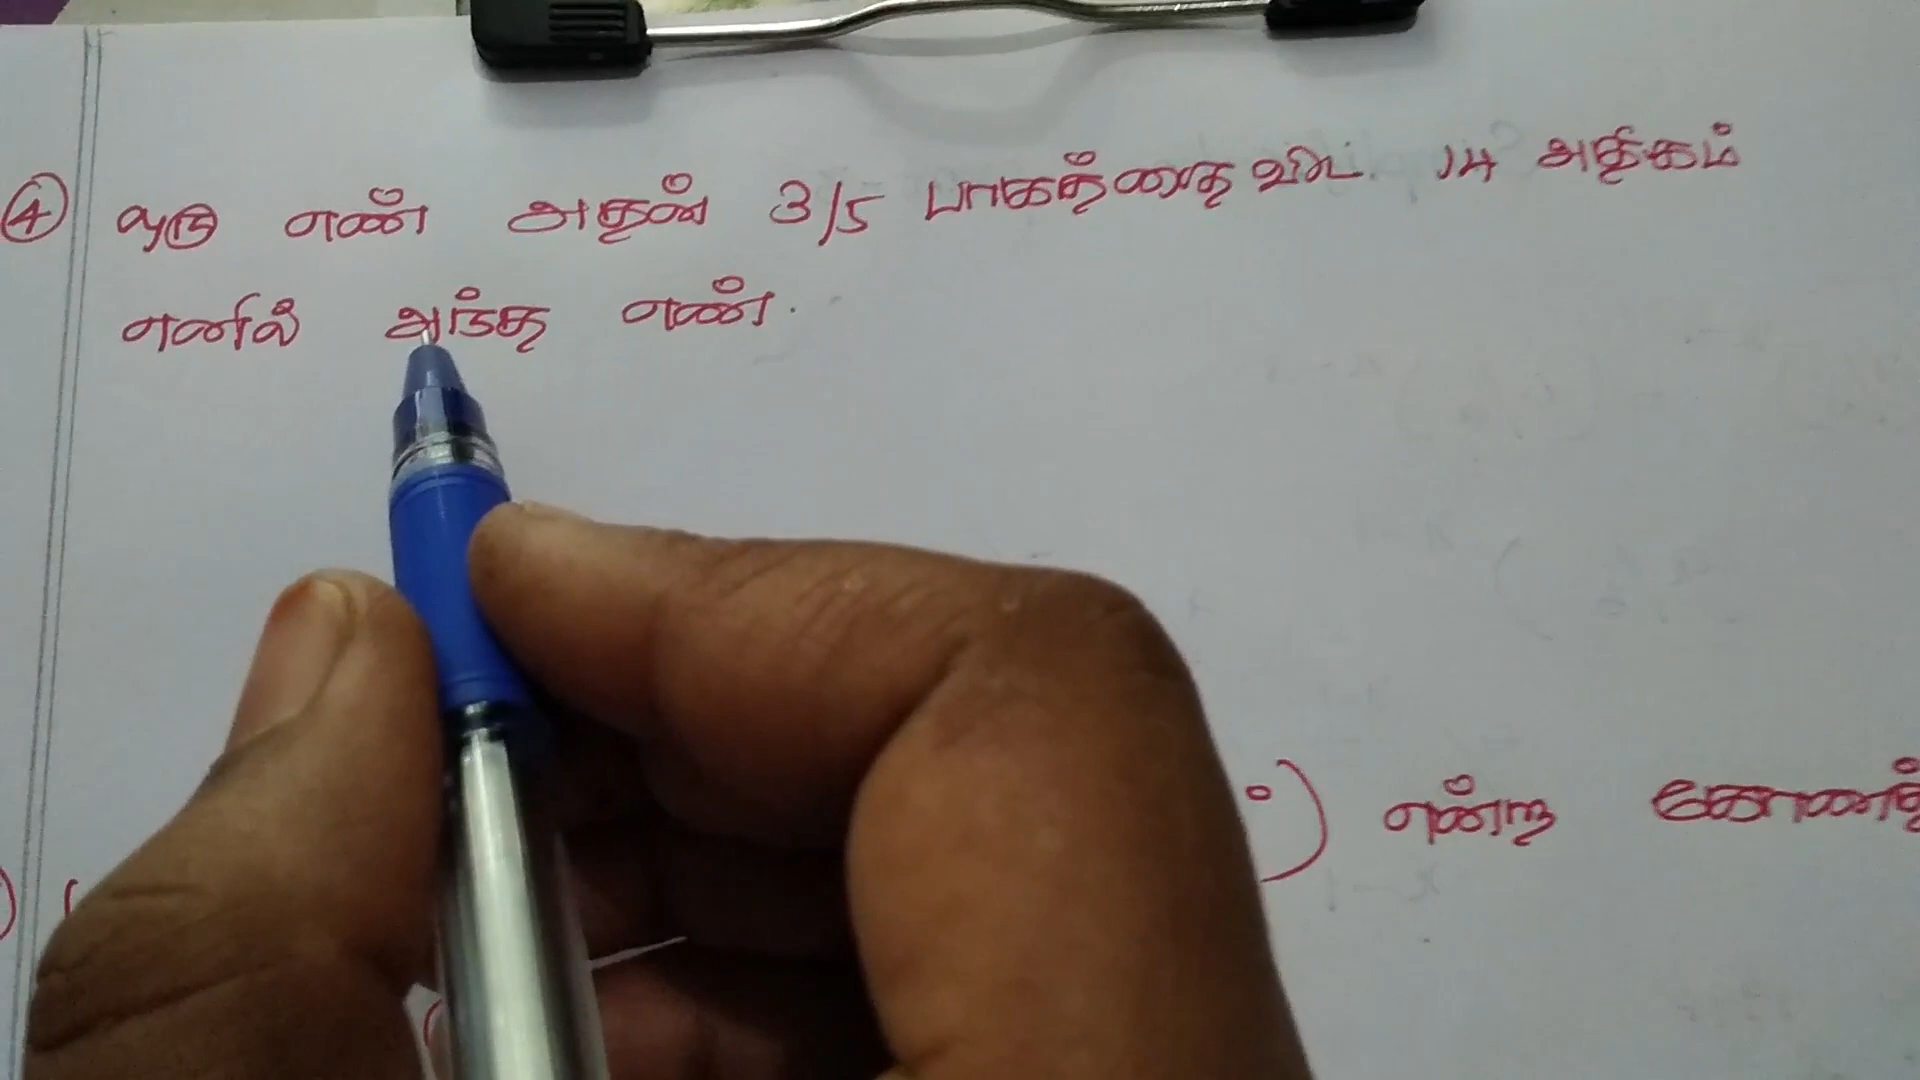 ④ ஒரு எண் அதன் 3/5 பாகத்தை விட 14 அதிகம்
எனில் அந்த எண்.
) என்ற